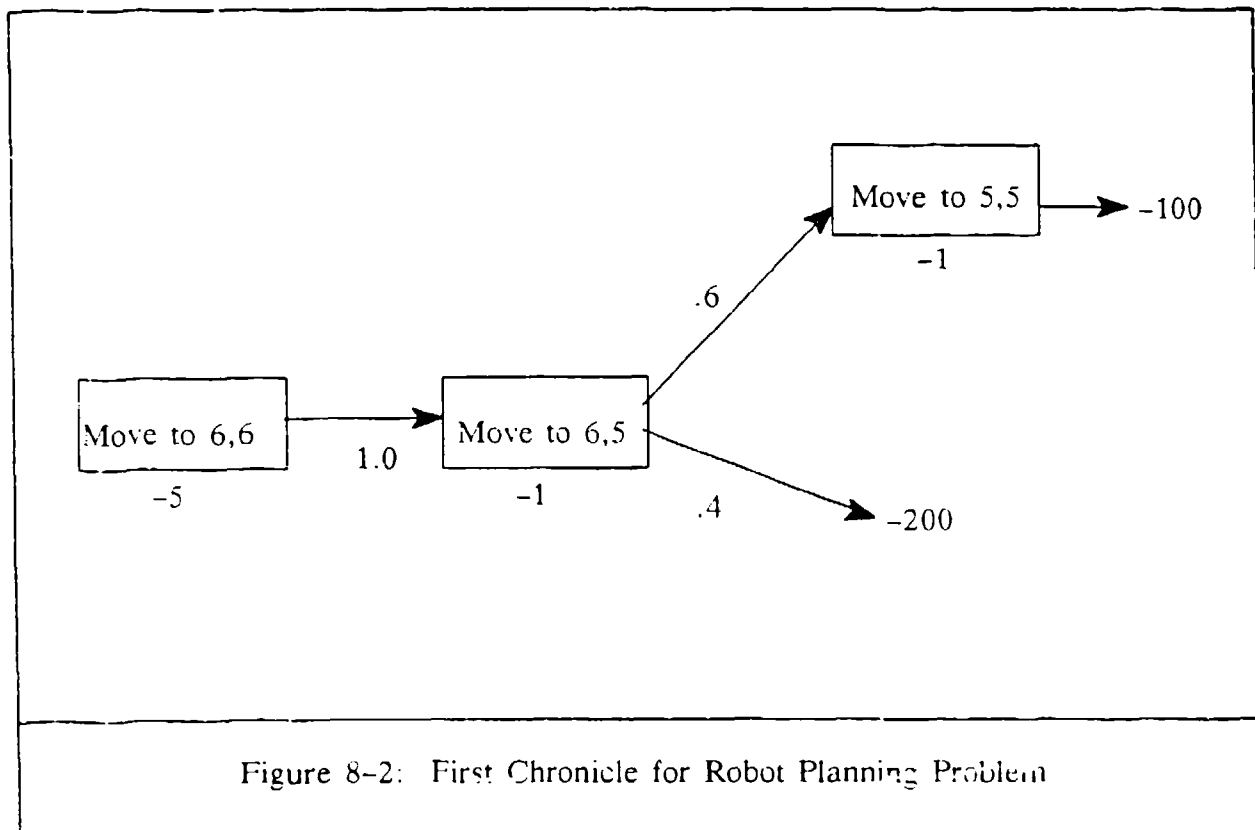 Move to 5,5
-100
-1
.6
Move to 6,6
1.0
-5
Move to 6,5
-1
.4
-200
Figure 8-2: First Chronicle for Robot Planning Problem